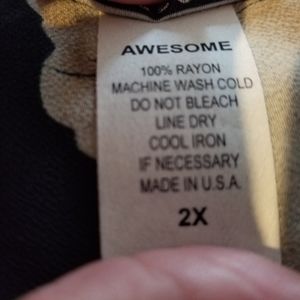 AWESOME
100% RAYON
MACHINE WASH COLD
DO NOT BLEACH
LINE DRY
COOL IRON
IF NECESSARY
MADE IN U.S.A.
2X